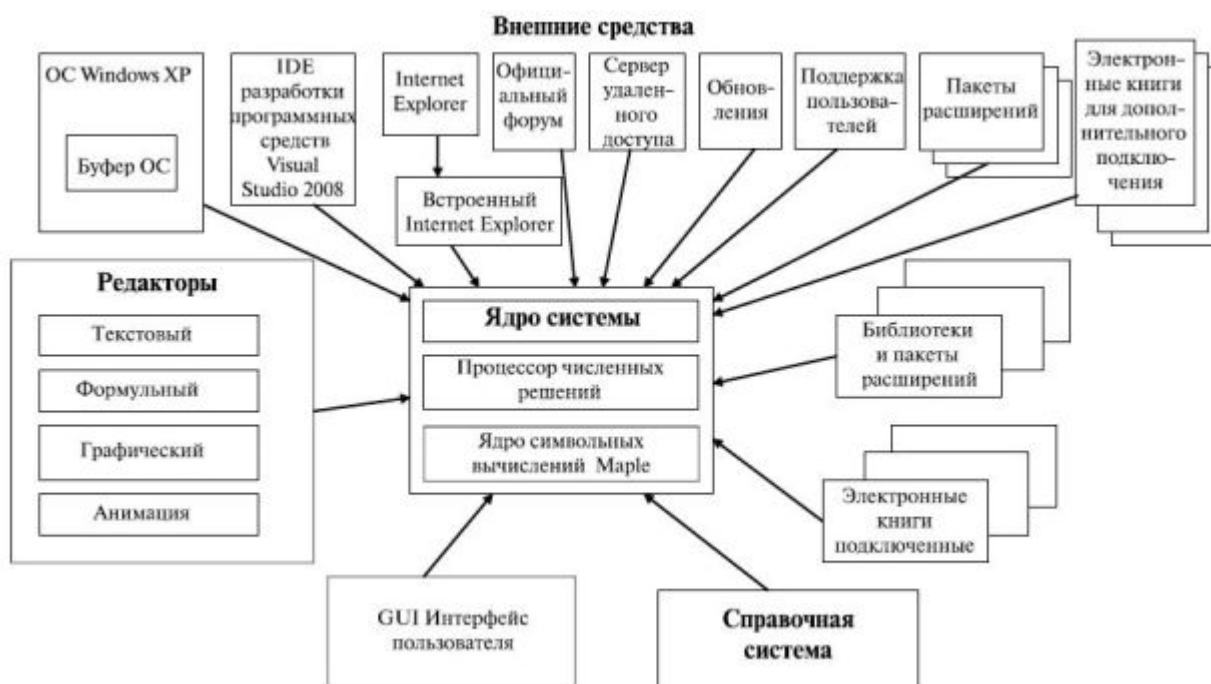 Внешние средства
ОС Windows XP
Буфер ОС
IDE
разработки
программных
средств
Visual
Studio 2008
Internet
Explorer
Встроенный
Internet Explorer
Офици-
альный
форум
Сервер
удален-
ного
доступа
Обнов-
ления
Поддержка
пользова-
телей
Пакеты
расширений
Электрон-
ные книги
для допол-
нительного
подклю-
чения
Редакторы
Текстовый
Формульный
Графический
Анимация
Ядро системы
Процессор численных
решений
Ядро символьных
вычислений Maple
Библиотеки
и пакеты
расширений
Электронные
книги
подключенные
GUI Интерфейс
пользователя
Справочная
система